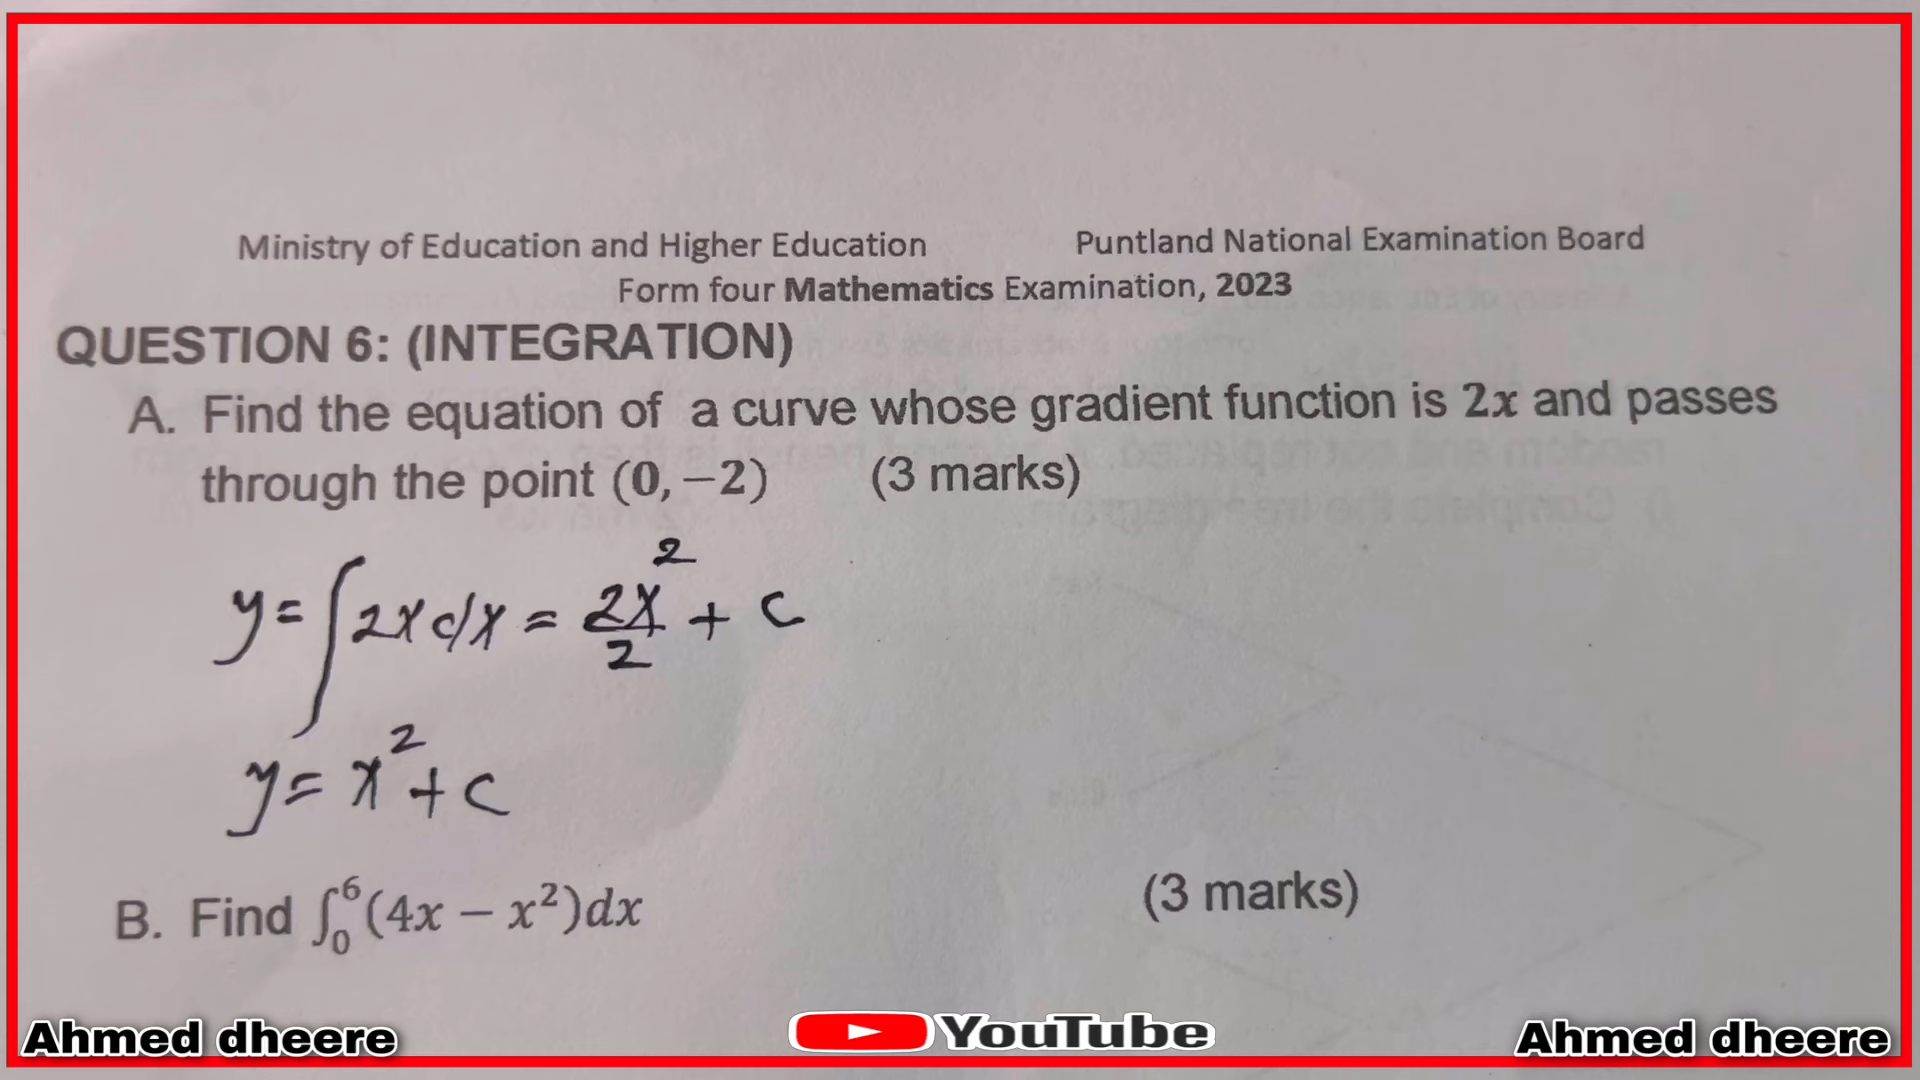 Ministry of Education and Higher Education Puntland National Examination Board
Form four Mathematics Examination, 2023
QUESTION 6: (INTEGRATION)
A. Find the equation of a curve whose gradient function is 2x and passes
through the point (0, −2) (3 marks)
y = ∫2x dx = 2x²/2 + c
y = x² + c
B. Find ∫₀⁶(4x − x²)dx (3 marks)
Ahmed dheere YouTube Ahmed dheere